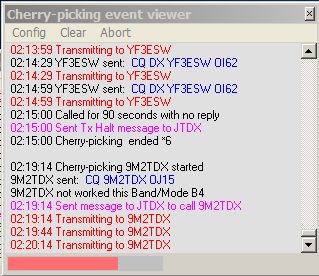 Cherry-picking event viewer
Config Clear Abort
02:13:59 Transmitting to YF3ESW
02:14:29 YF3ESW sent: CQ DX YF3ESW OI62
02:14:29 Transmitting to YF3ESW
02:14:59 YF3ESW sent: CQ DX YF3ESW OI62
02:14:59 Transmitting to YF3ESW
02:15:00 Called for 90 seconds with no reply
02:15:00 Sent Tx Halt message to JTDX
02:15:00 Cherry-picking ended *6
02:19:14 Cherry-picking 9M2TDX started
9M2TDX sent: CQ 9M2TDX OJ15
9M2TDX not worked this Band/Mode B4
02:19:14 Sent message to JTDX to call 9M2TDX
02:19:14 Transmitting to 9M2TDX
02:19:44 Transmitting to 9M2TDX
02:20:14 Transmitting to 9M2TDX